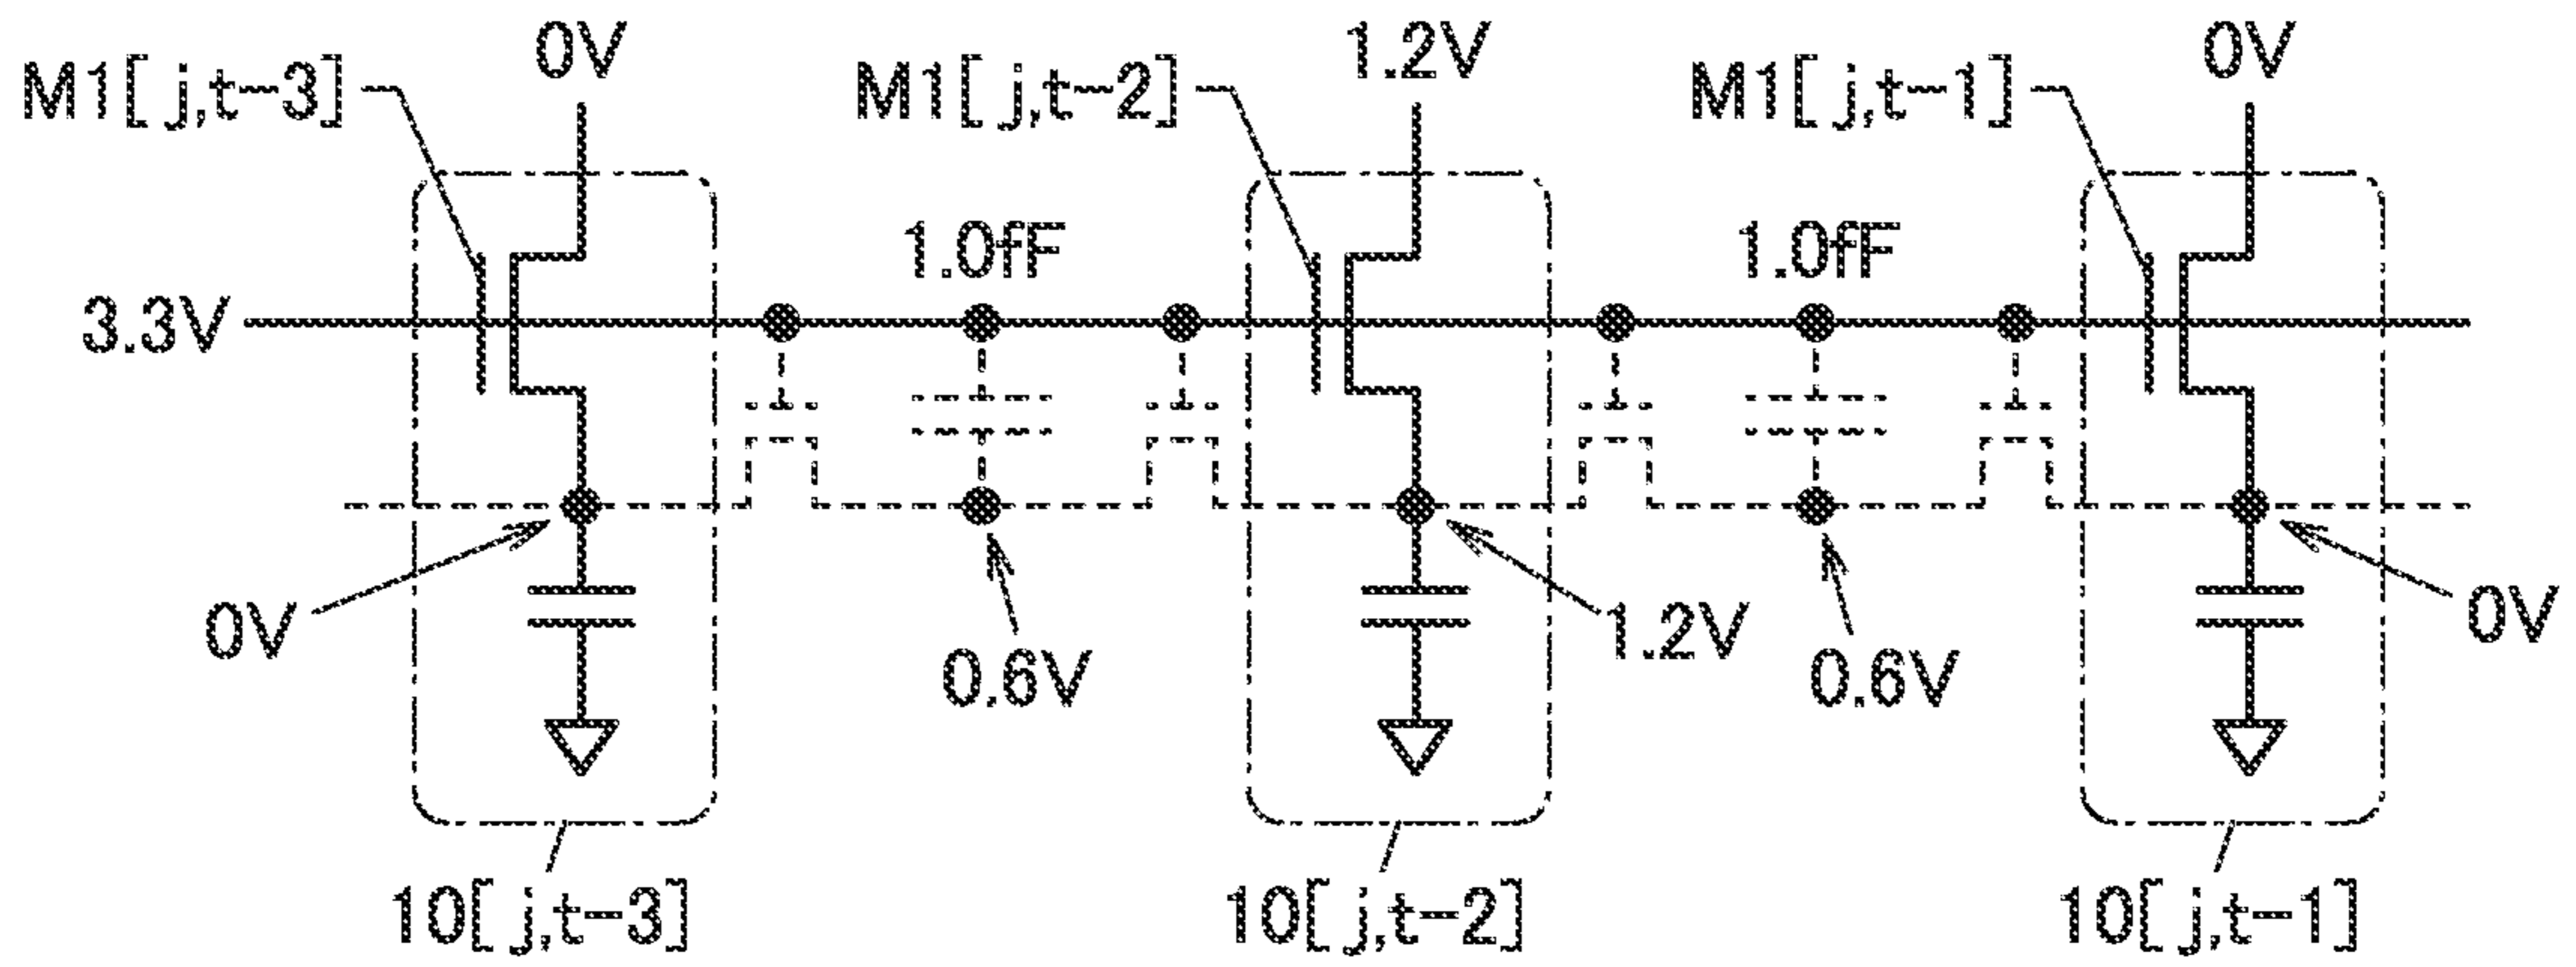 0V 1.2V 0V
M1[j,t-3] M1[j,t-2] M1[j,t-1]
1.0fF 1.0fF
3.3V
0V 1.2V 0V
0.6V 0.6V
10[j,t-3] 10[j,t-2] 10[j,t-1]